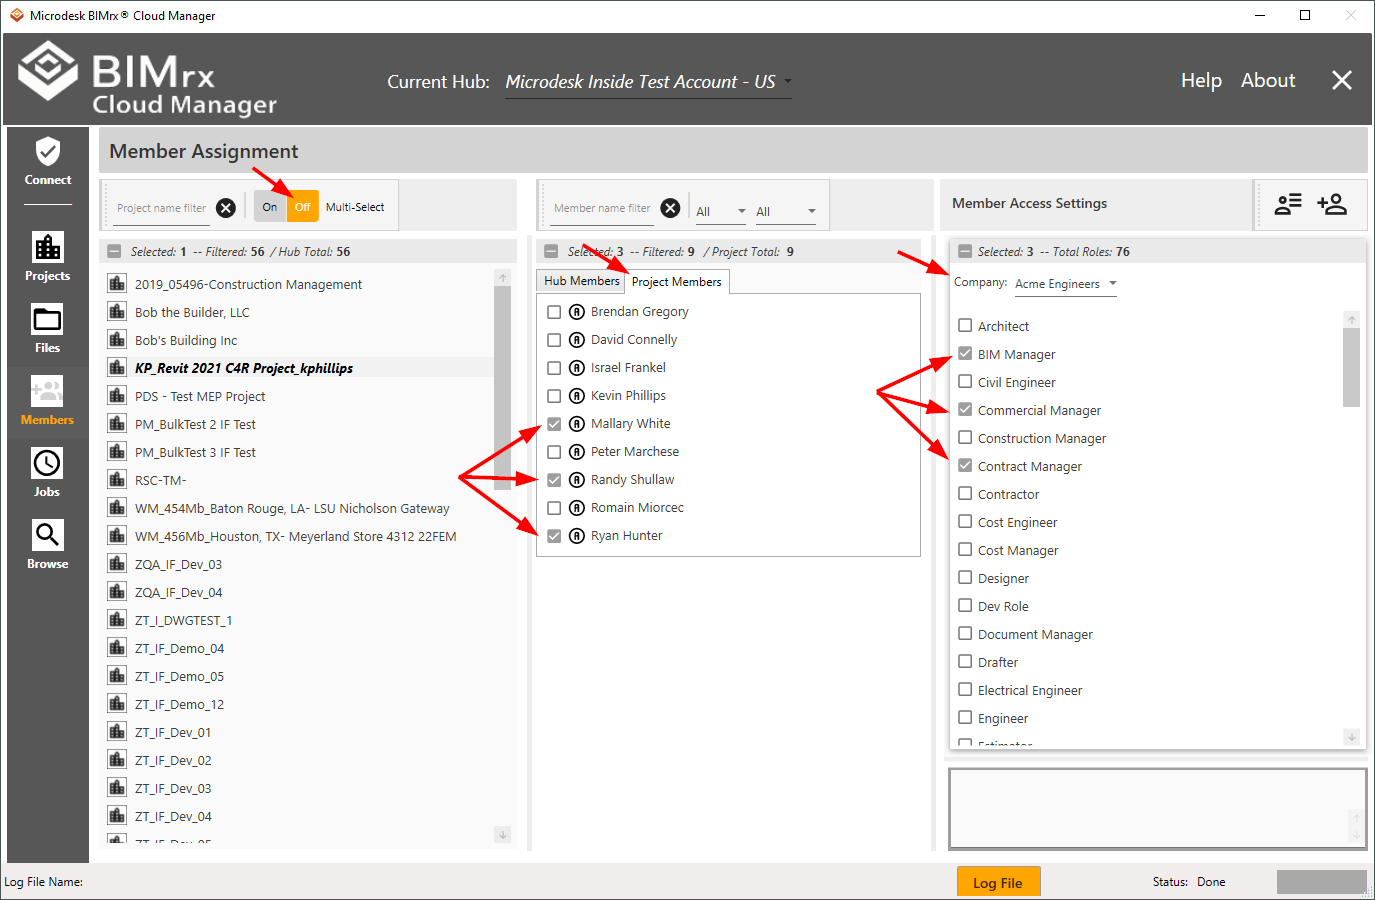 Microdesk BIMrx® Cloud Manager
BIMrx
Cloud Manager
Current Hub: Microdesk Inside Test Account - US
Help About
Connect
Projects
Files
Members
Jobs
Browse
Member Assignment
Project name filter
On Off Multi-Select
Selected: 1 -- Filtered: 56 / Hub Total: 56
2019_05496-Construction Management
Bob the Builder, LLC
Bob's Building Inc
KP_Revit 2021 C4R Project_kphillips
PDS - Test MEP Project
PM_BulkTest 2 IF Test
PM_BulkTest 3 IF Test
RSC-TM-
WM_454Mb_Baton Rouge, LA- LSU Nicholson Gateway
WM_456Mb_Houston, TX- Meyerland Store 4312 22FEM
ZQA_IF_Dev_03
ZQA_IF_Dev_04
ZT_I_DWGTEST_1
ZT_IF_Demo_04
ZT_IF_Demo_05
ZT_IF_Demo_12
ZT_IF_Dev_01
ZT_IF_Dev_02
ZT_IF_Dev_03
ZT_IF_Dev_04
ZT_IF_Dev_05
Member name filter
All All
Selected: 3 -- Filtered: 9 / Project Total: 9
Hub Members Project Members
Brendan Gregory
David Connelly
Israel Frankel
Kevin Phillips
Mallary White
Peter Marchese
Randy Shullaw
Romain Miorcec
Ryan Hunter
Member Access Settings
Selected: 3 -- Total Roles: 76
Company: Acme Engineers
Architect
BIM Manager
Civil Engineer
Commercial Manager
Construction Manager
Contract Manager
Contractor
Cost Engineer
Cost Manager
Designer
Dev Role
Document Manager
Drafter
Electrical Engineer
Engineer
Estimator
Log File Name:
Log File
Status: Done